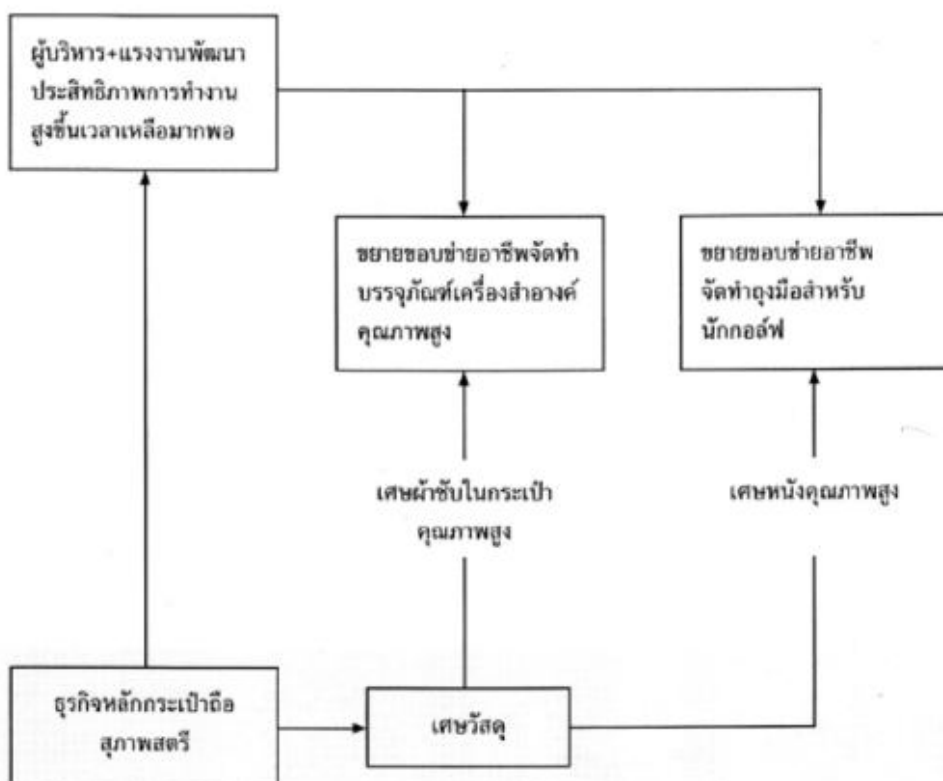 ผู้บริหาร+แรงงานพัฒนา
ประสิทธิภาพการทำงาน
สูงขึ้นเวลาเหลือมากพอ
ขยายขอบข่ายอาชีพจัดทำ
บรรจุภัณฑ์เครื่องสำอางค์
คุณภาพสูง
ขยายขอบข่ายอาชีพ
จัดทำถุงมือสำหรับ
นักกอล์ฟ
เศษผ้าซับในกระเป๋า
คุณภาพสูง
เศษหนังคุณภาพสูง
ธุรกิจหลักกระเป๋าถือ
สุภาพสตรี
เศษวัสดุ